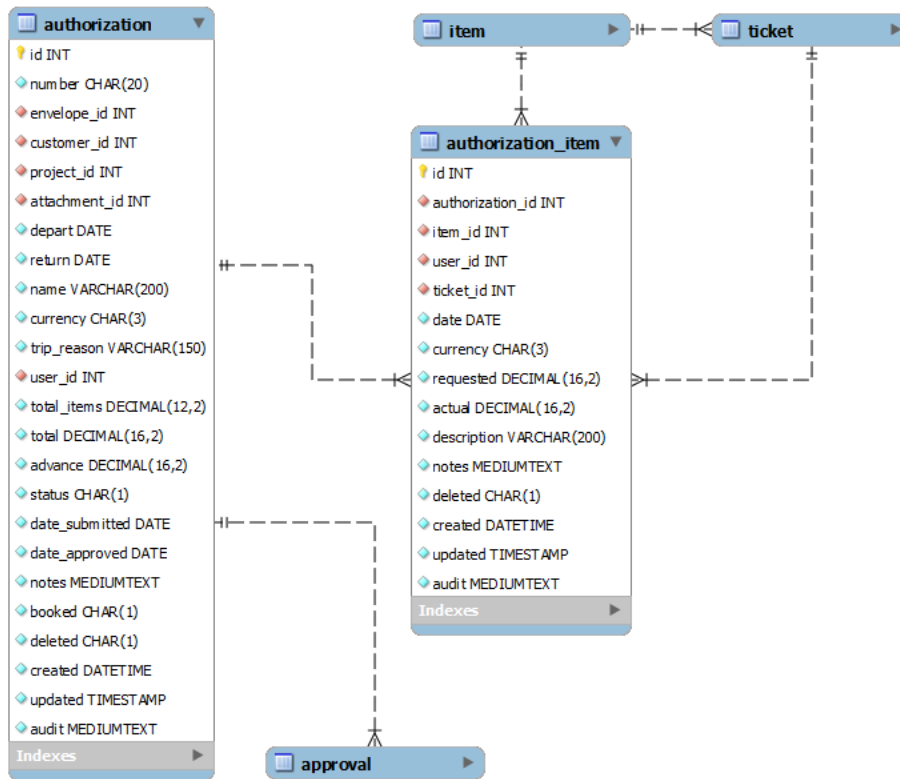 authorization
id INT
number CHAR(20)
envelope_id INT
customer_id INT
project_id INT
attachment_id INT
depart DATE
return DATE
name VARCHAR(200)
currency CHAR(3)
trip_reason VARCHAR(150)
user_id INT
total_items DECIMAL(12,2)
total DECIMAL(16,2)
advance DECIMAL(16,2)
status CHAR(1)
date_submitted DATE
date_approved DATE
notes MEDIUMTEXT
booked CHAR(1)
deleted CHAR(1)
created DATETIME
updated TIMESTAMP
audit MEDIUMTEXT
Indexes
item
ticket
authorization_item
id INT
authorization_id INT
item_id INT
user_id INT
ticket_id INT
date DATE
currency CHAR(3)
requested DECIMAL(16,2)
actual DECIMAL(16,2)
description VARCHAR(200)
notes MEDIUMTEXT
deleted CHAR(1)
created DATETIME
updated TIMESTAMP
audit MEDIUMTEXT
Indexes
approval